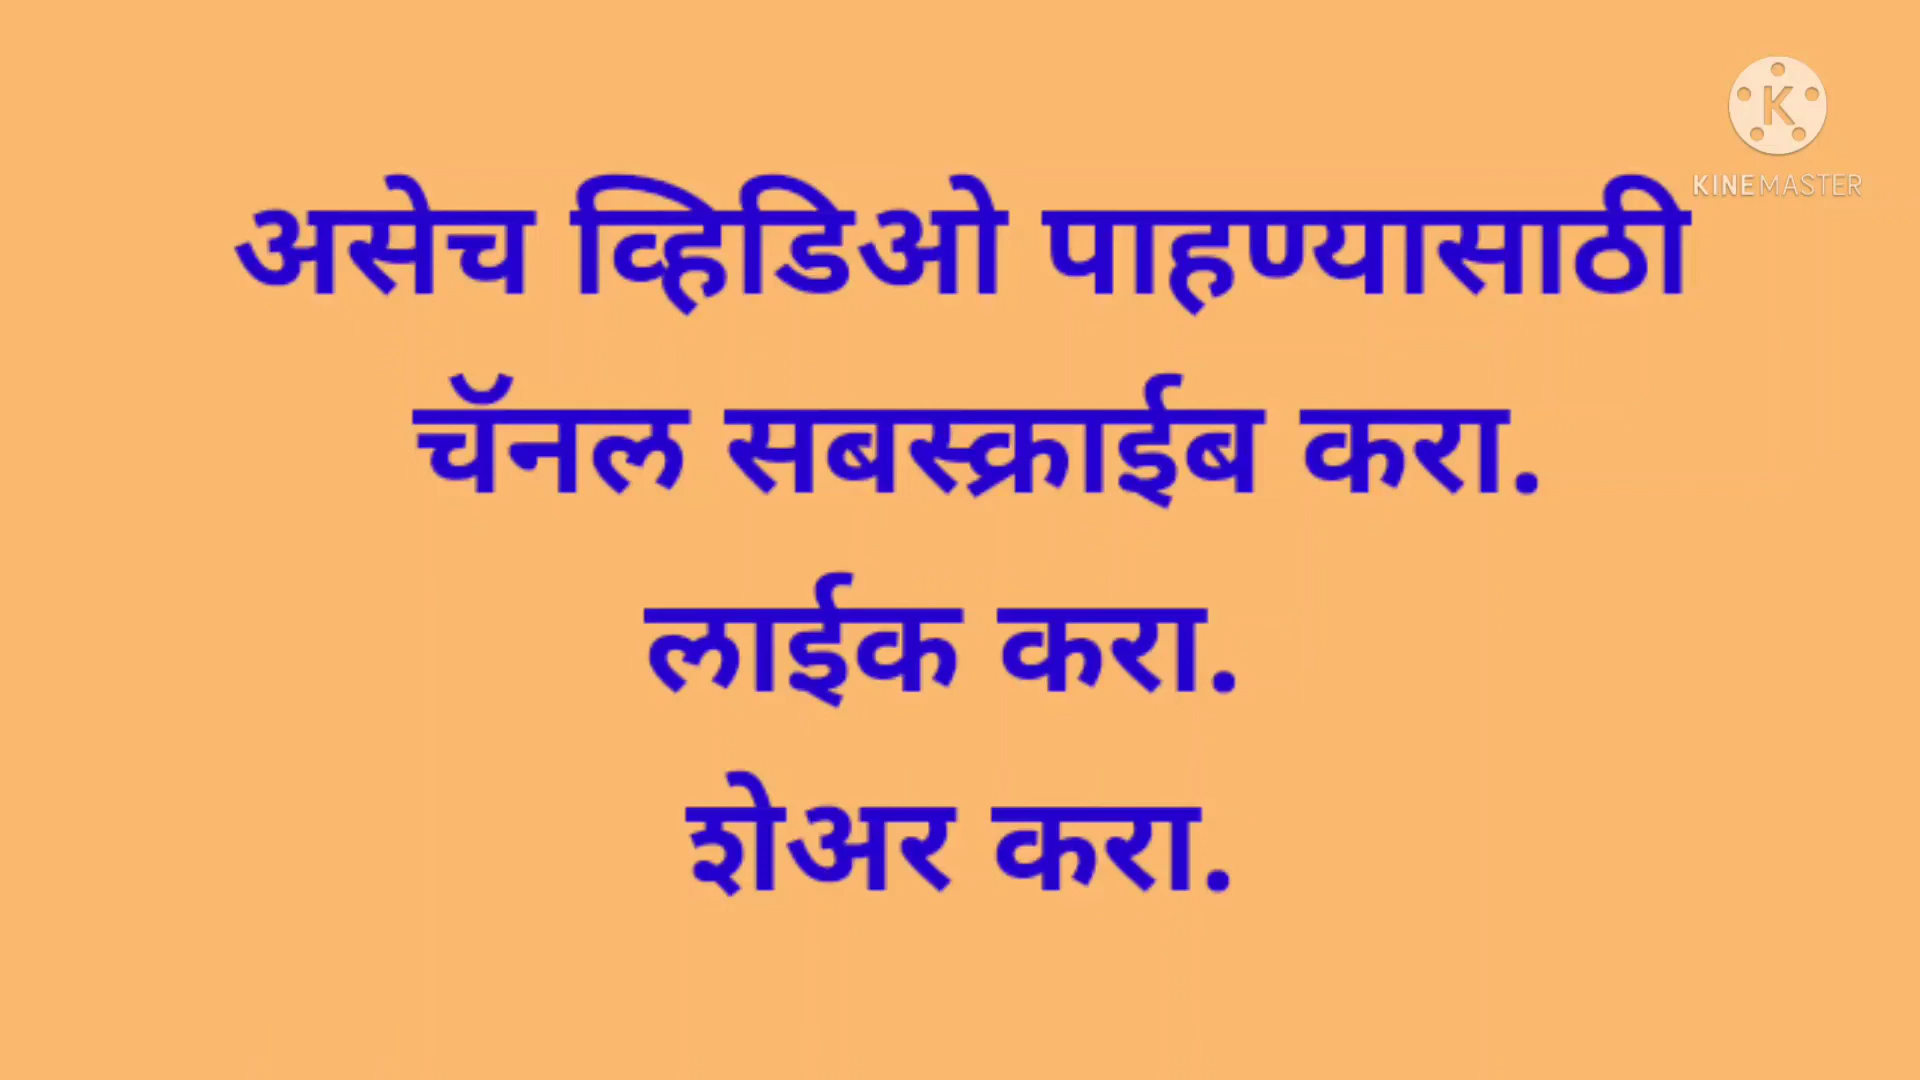 KINEMASTER
असेच व्हिडिओ पाहण्यासाठी
चॅनल सबस्क्राईब करा.
लाईक करा.
शेअर करा.